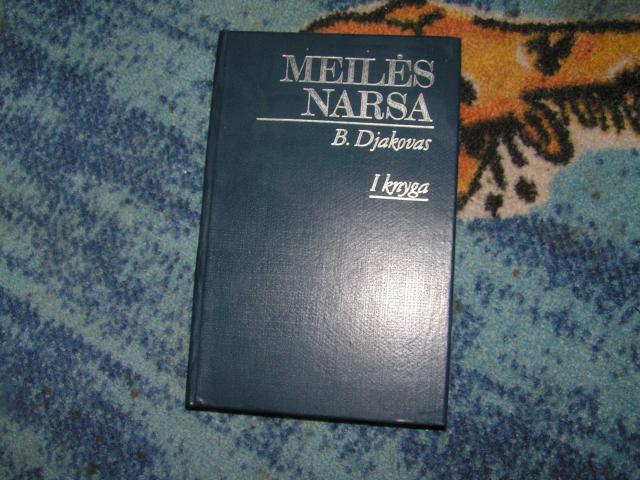 MEILĖS
NARSA
B. Djakovas
I knyga